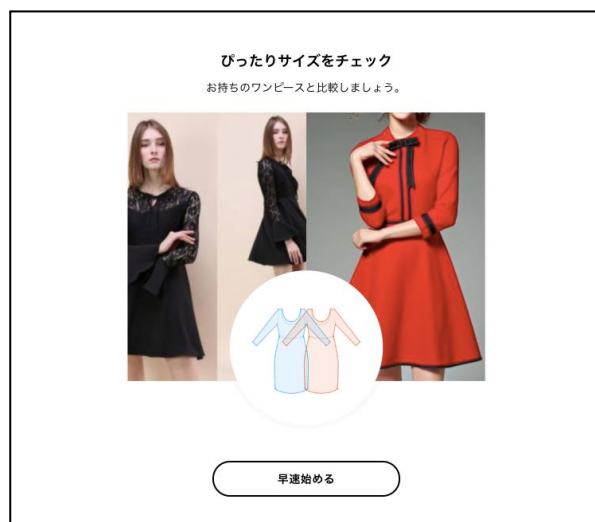 ぴったりサイズをチェック
お持ちのワンピースと比較しましょう。
早速始める